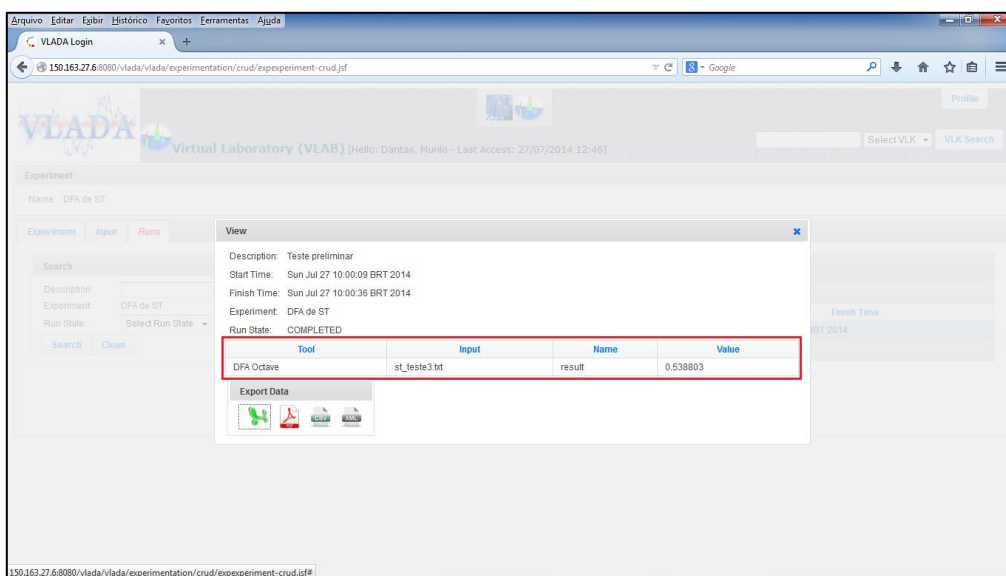 Arquivo Editar Exibir Histórico Favoritos Ferramentas Ajuda
VLADA Login
150.163.27.6:8080/vlada/vlada/experimentation/crud/expexperiment-crud.jsf
Google
Profile
VLADA
Virtual Laboratory (VLAB) [Hello: Dantas, Murilo - Last Access: 27/07/2014 12:46]
Select VLK VLK Search
Experiment
Name: DFA de ST
Experiment Input Runs
View
Search
Description: Teste preliminar
Start Time: Sun Jul 27 10:00:09 BRT 2014
Description:
Finish Time: Sun Jul 27 10:00:36 BRT 2014
Experiment: DFA de ST
Experiment: DFA de ST
Finish Time
Run State: Select Run State
Run State: COMPLETED
BRT 2014
Search Clean
Tool Input Name Value
DFA Octave st_teste3.txt result 0.538803
Export Data
PDF CSV XML
150.163.27.6:8080/vlada/vlada/experimentation/crud/expexperiment-crud.jsf#